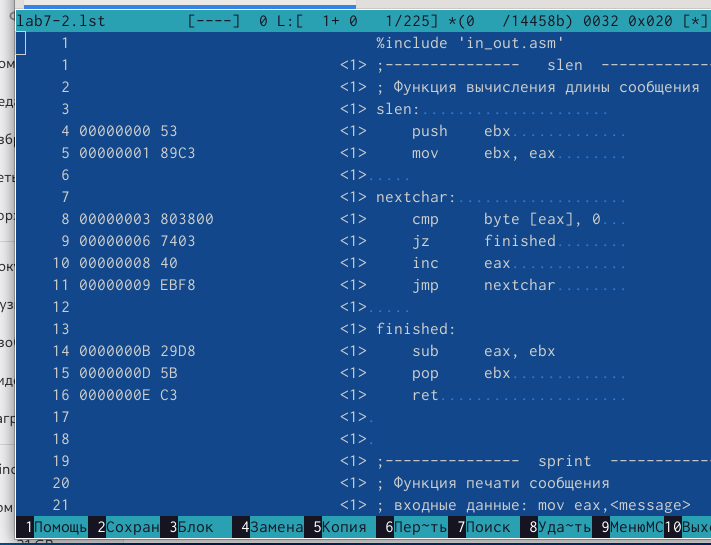 lab7-2.lst [----] 0 L:[ 1+ 0 1/225] *(0 /14458b) 0032 0x020 [*]
1 %include 'in_out.asm'
1 <1> ;--------------- slen ------------
2 <1> ; Функция вычисления длины сообщения
3 <1> slen:.....................
4 00000000 53 <1> push ebx.............
5 00000001 89C3 <1> mov ebx, eax........
6 <1>.....
7 <1> nextchar:...................
8 00000003 803800 <1> cmp byte [eax], 0...
9 00000006 7403 <1> jz finished........
10 00000008 40 <1> inc eax.............
11 00000009 EBF8 <1> jmp nextchar........
12 <1>.....
13 <1> finished:
14 0000000B 29D8 <1> sub eax, ebx
15 0000000D 5B <1> pop ebx.............
16 0000000E C3 <1> ret.....................
17 <1>.
18 <1>.
19 <1> ;--------------- sprint -----------
20 <1> ; Функция печати сообщения
21 <1> ; входные данные: mov eax,<message>
1Помощь 2Сохран 3Блок 4Замена 5Копия 6Пер~ть 7Поиск 8Уда~ть 9МенюМС 10Вых